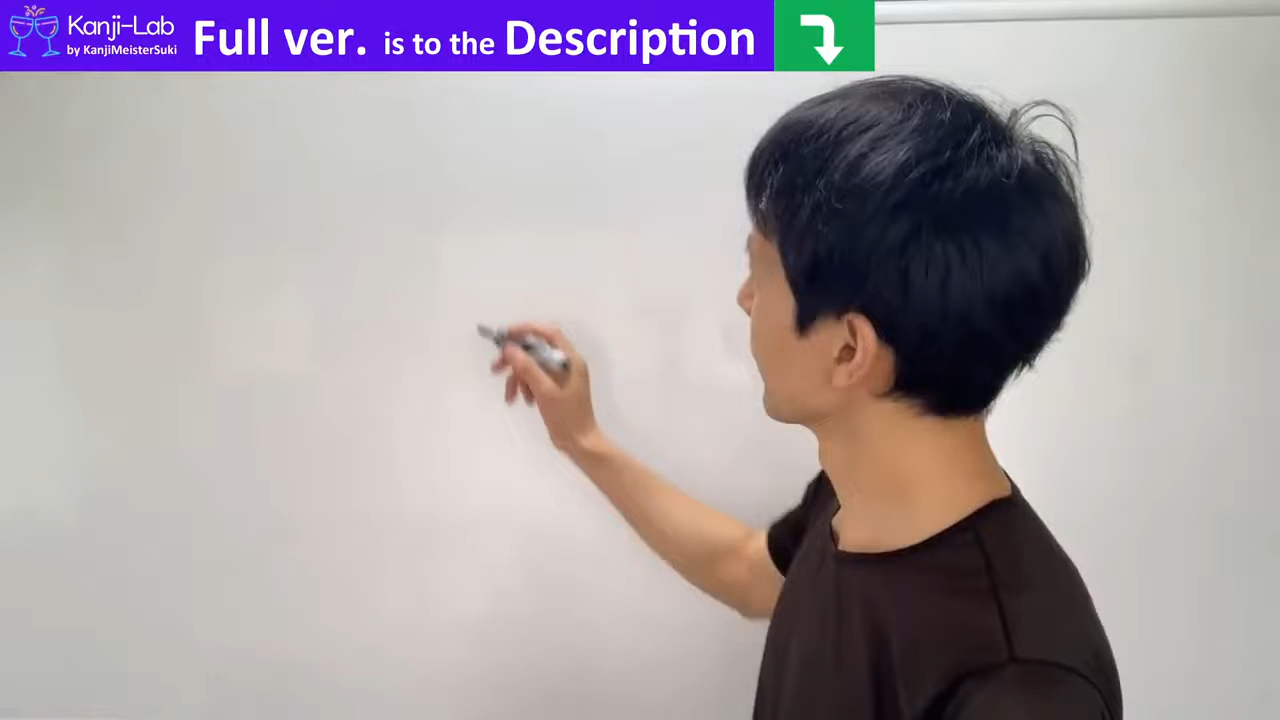 Kanji-Lab
by KanjiMeisterSuki
Full ver. is to the Description